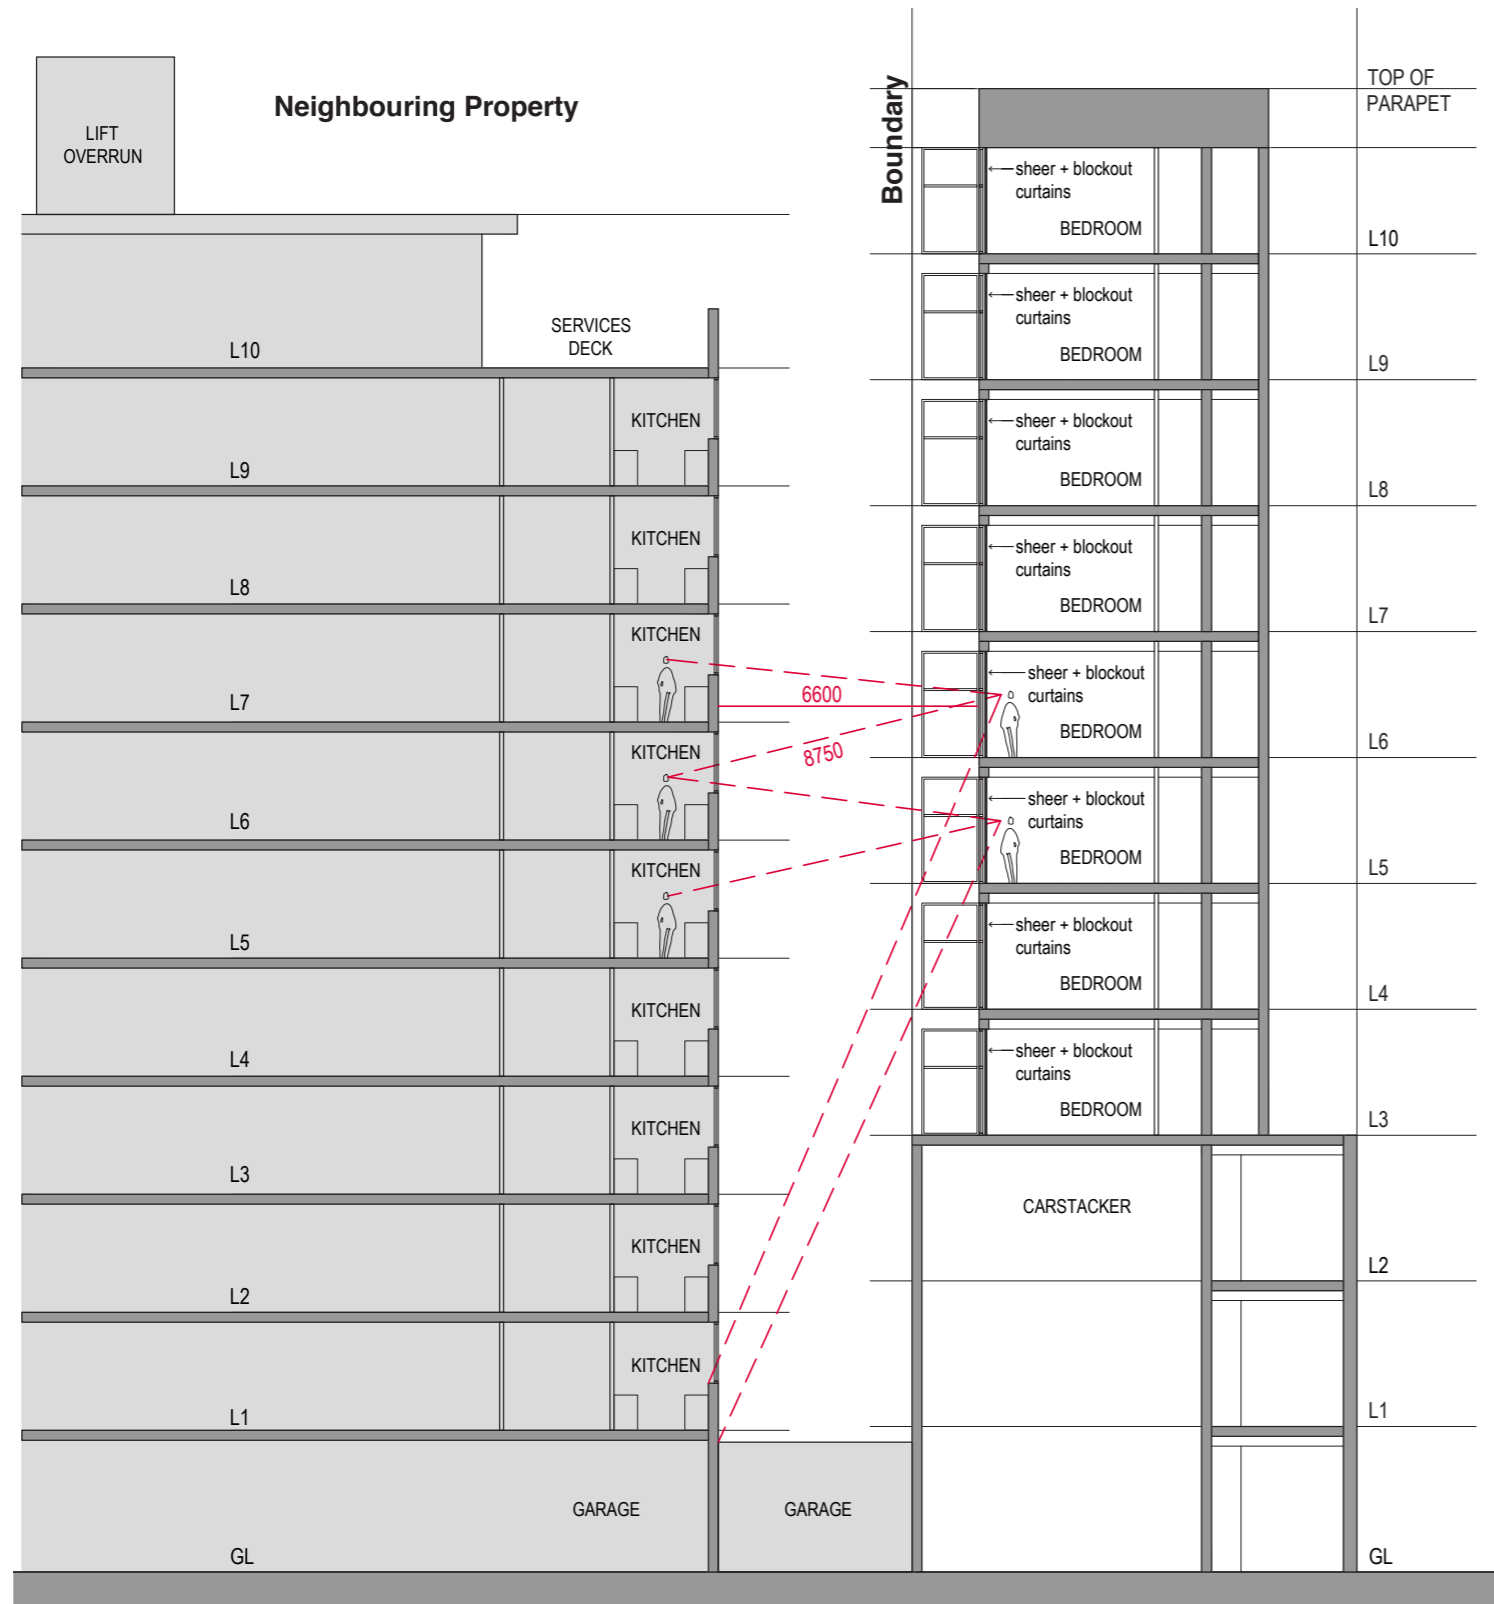 Neighbouring Property
LIFT
OVERRUN
Boundary
TOP OF
PARAPET
sheer + blockout
curtains
BEDROOM
L10
SERVICES
DECK
L10
sheer + blockout
curtains
BEDROOM
L9
KITCHEN
L9
sheer + blockout
curtains
BEDROOM
L8
KITCHEN
L8
sheer + blockout
curtains
BEDROOM
L7
KITCHEN
L7
6600
8750
sheer + blockout
curtains
BEDROOM
L6
KITCHEN
L6
sheer + blockout
curtains
BEDROOM
L5
KITCHEN
L5
sheer + blockout
curtains
BEDROOM
L4
KITCHEN
L4
sheer + blockout
curtains
BEDROOM
L3
KITCHEN
L3
CARSTACKER
KITCHEN
L2
L2
KITCHEN
L1
L1
GARAGE
GARAGE
GL
GL